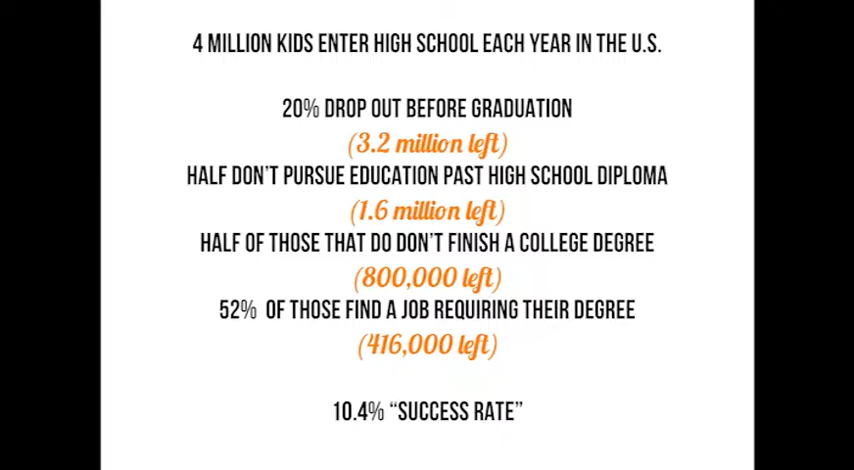 4 MILLION KIDS ENTER HIGH SCHOOL EACH YEAR IN THE U.S.
20% DROP OUT BEFORE GRADUATION
(3.2 million left)
HALF DON'T PURSUE EDUCATION PAST HIGH SCHOOL DIPLOMA
(1.6 million left)
HALF OF THOSE THAT DO DON'T FINISH A COLLEGE DEGREE
(800,000 left)
52% OF THOSE FIND A JOB REQUIRING THEIR DEGREE
(416,000 left)
10.4% “SUCCESS RATE”